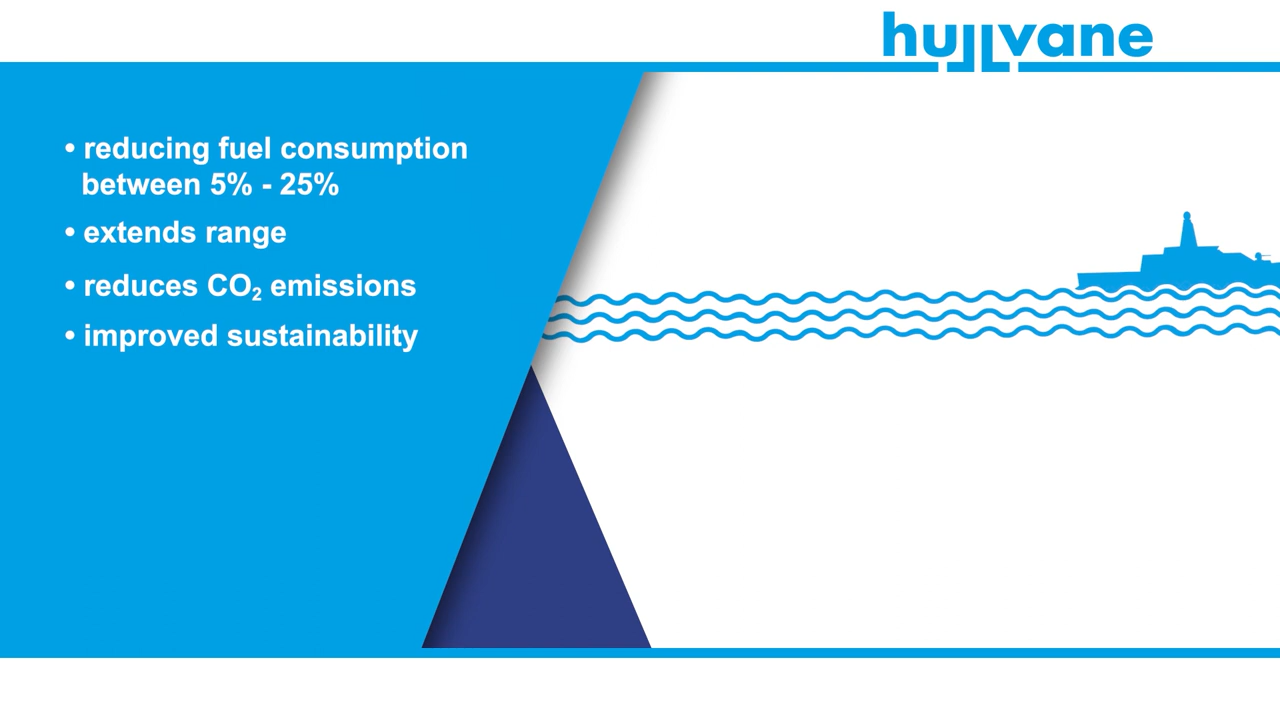 hullvane
• reducing fuel consumption
between 5% - 25%
• extends range
• reduces CO₂ emissions
• improved sustainability